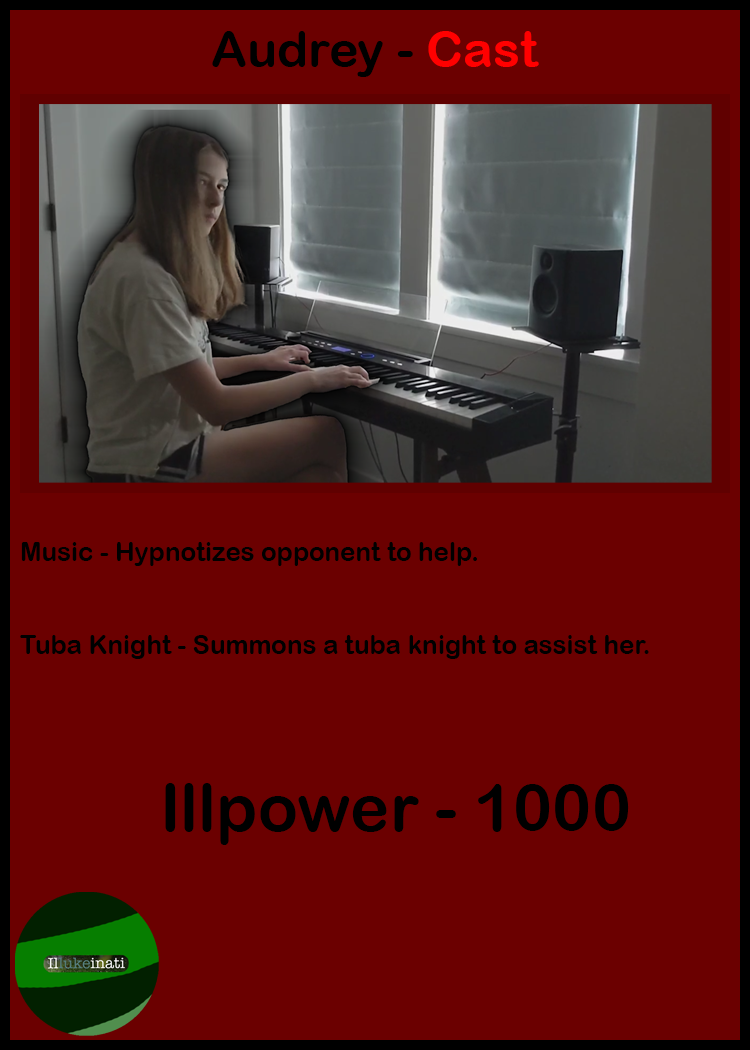 Audrey - Cast
Music - Hypnotizes opponent to help.
Tuba Knight - Summons a tuba knight to assist her.
Illpower - 1000
Illukeinati